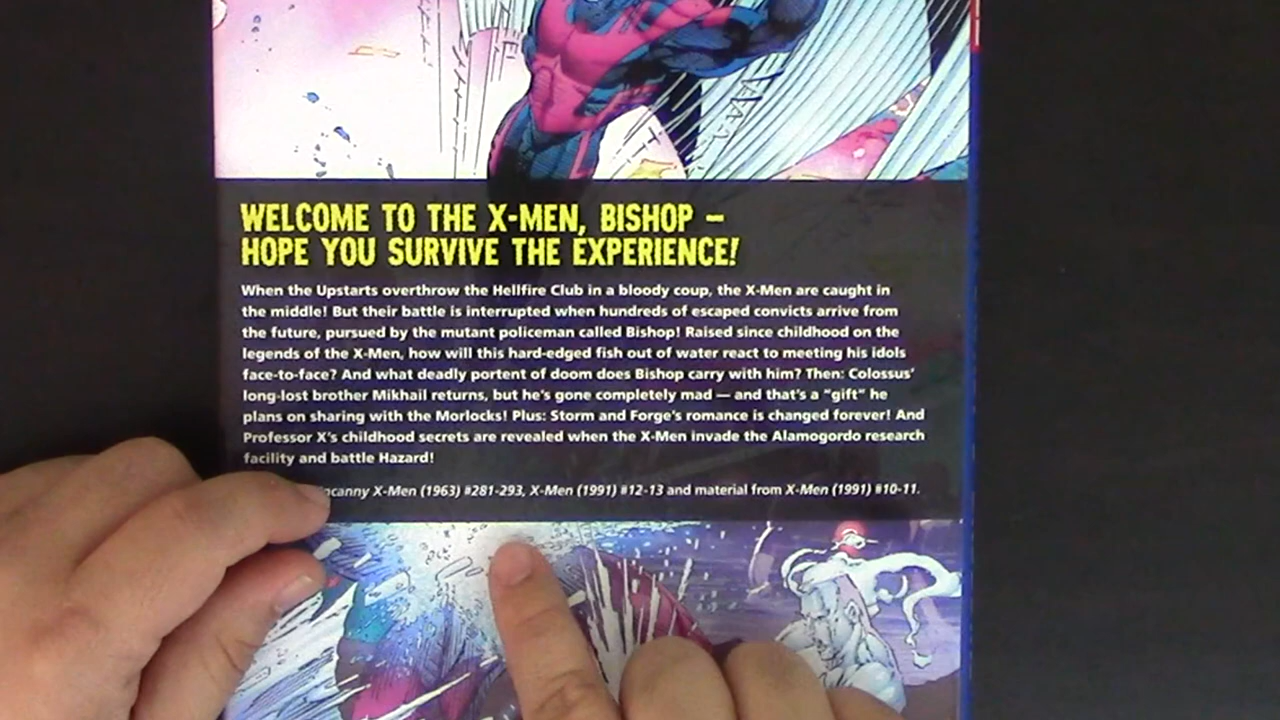 WELCOME TO THE X-MEN, BISHOP –
HOPE YOU SURVIVE THE EXPERIENCE!
When the Upstarts overthrow the Hellfire Club in a bloody coup, the X-Men are caught in
the middle! But their battle is interrupted when hundreds of escaped convicts arrive from
the future, pursued by the mutant policeman called Bishop! Raised since childhood on the
legends of the X-Men, how will this hard-edged fish out of water react to meeting his idols
face-to-face? And what deadly portent of doom does Bishop carry with him? Then: Colossus'
long-lost brother Mikhail returns, but he's gone completely mad — and that's a "gift" he
plans on sharing with the Morlocks! Plus: Storm and Forge's romance is changed forever! And
Professor X's childhood secrets are revealed when the X-Men invade the Alamogordo research
facility and battle Hazard!
X-Men (1963) #281-293, X-Men (1991) #12-13 and material from X-Men (1991) #10-11.